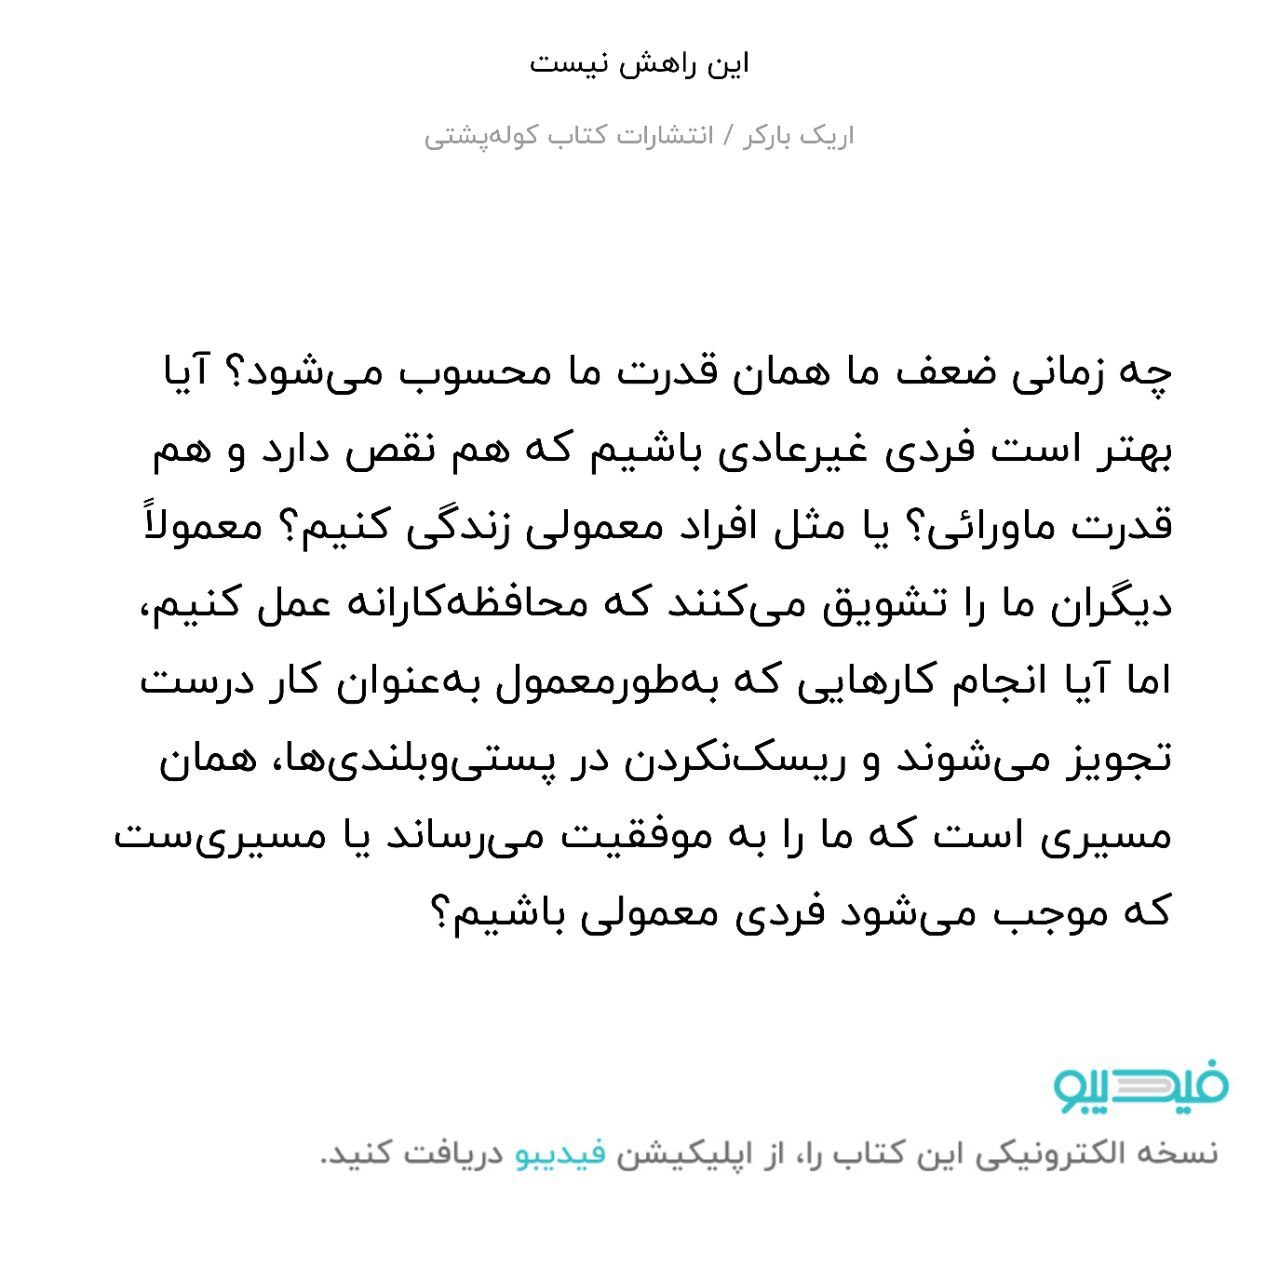 این راهش نیست
اریک بارکر / انتشارات کتاب کوله‌پشتی
چه زمانی ضعف ما همان قدرت ما محسوب می‌شود؟ آیا
بهتر است فردی غیرعادی باشیم که هم نقص دارد و هم
قدرت ماورائی؟ یا مثل افراد معمولی زندگی کنیم؟ معمولاً
دیگران ما را تشویق می‌کنند که محافظه‌کارانه عمل کنیم،
اما آیا انجام کارهایی که به‌طورمعمول به‌عنوان کار درست
تجویز می‌شوند و ریسک‌نکردن در پستی‌وبلندی‌ها، همان
مسیری است که ما را به موفقیت می‌رساند یا مسیری‌ست
که موجب می‌شود فردی معمولی باشیم؟
فیدیبو
نسخه الکترونیکی این کتاب را، از اپلیکیشن فیدیبو دریافت کنید.